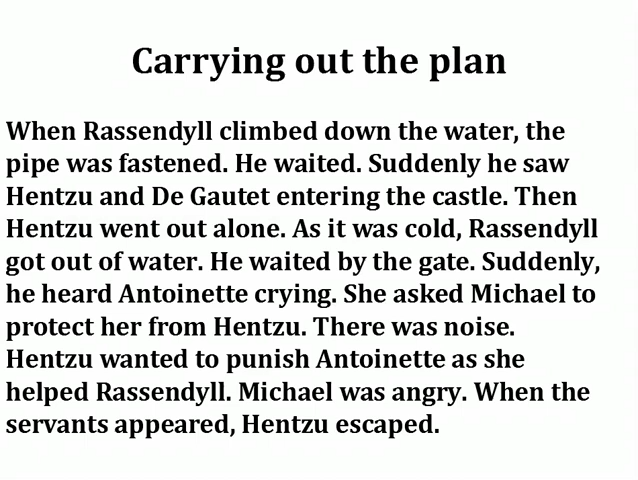 Carrying out the plan
When Rassendyll climbed down the water, the
pipe was fastened. He waited. Suddenly he saw
Hentzu and De Gautet entering the castle. Then
Hentzu went out alone. As it was cold, Rassendyll
got out of water. He waited by the gate. Suddenly,
he heard Antoinette crying. She asked Michael to
protect her from Hentzu. There was noise.
Hentzu wanted to punish Antoinette as she
helped Rassendyll. Michael was angry. When the
servants appeared, Hentzu escaped.